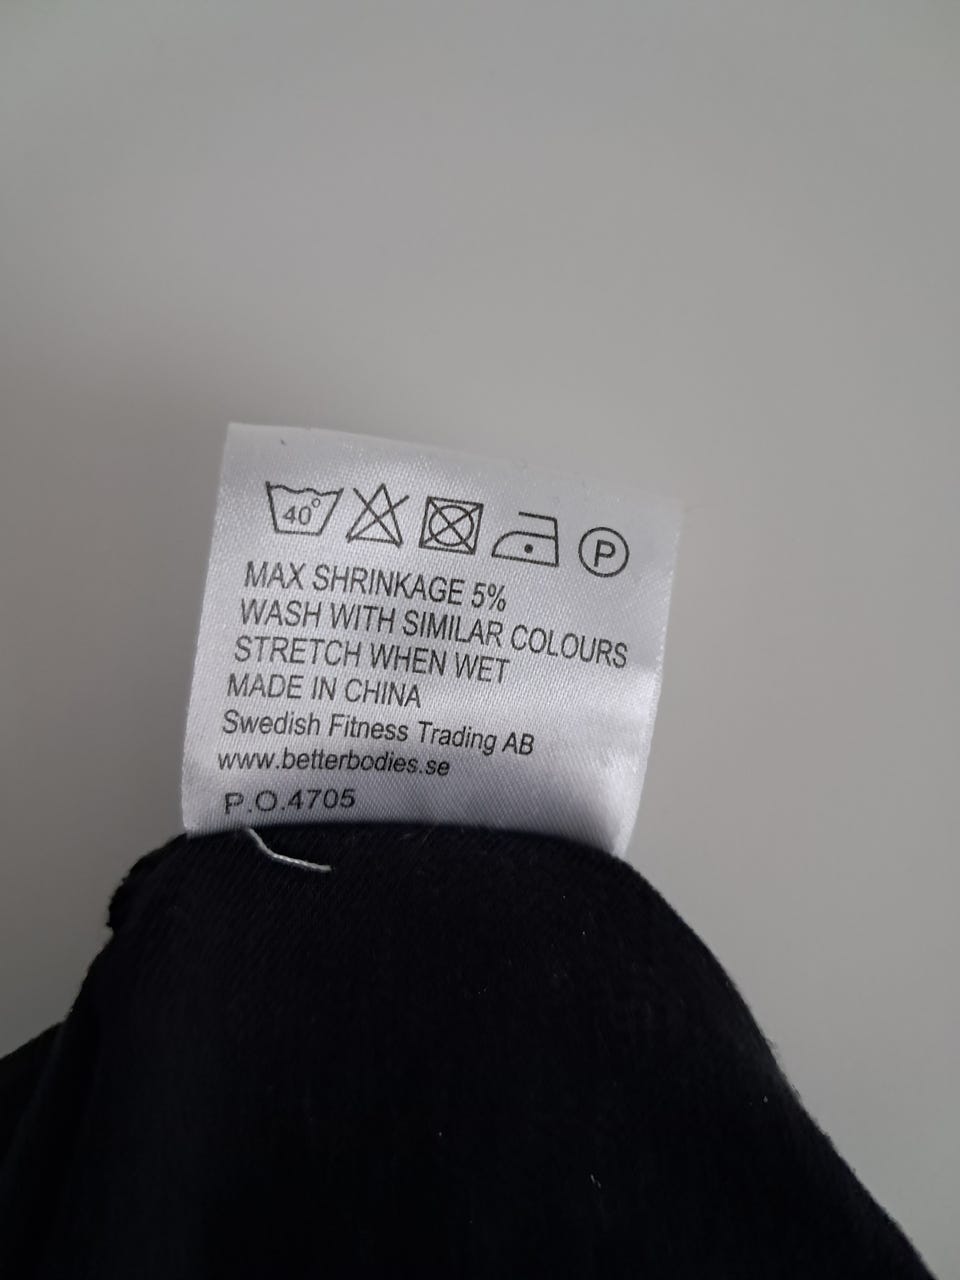 40°
P
MAX SHRINKAGE 5%
WASH WITH SIMILAR COLOURS
STRETCH WHEN WET
MADE IN CHINA
Swedish Fitness Trading AB
www.betterbodies.se
P.O.4705